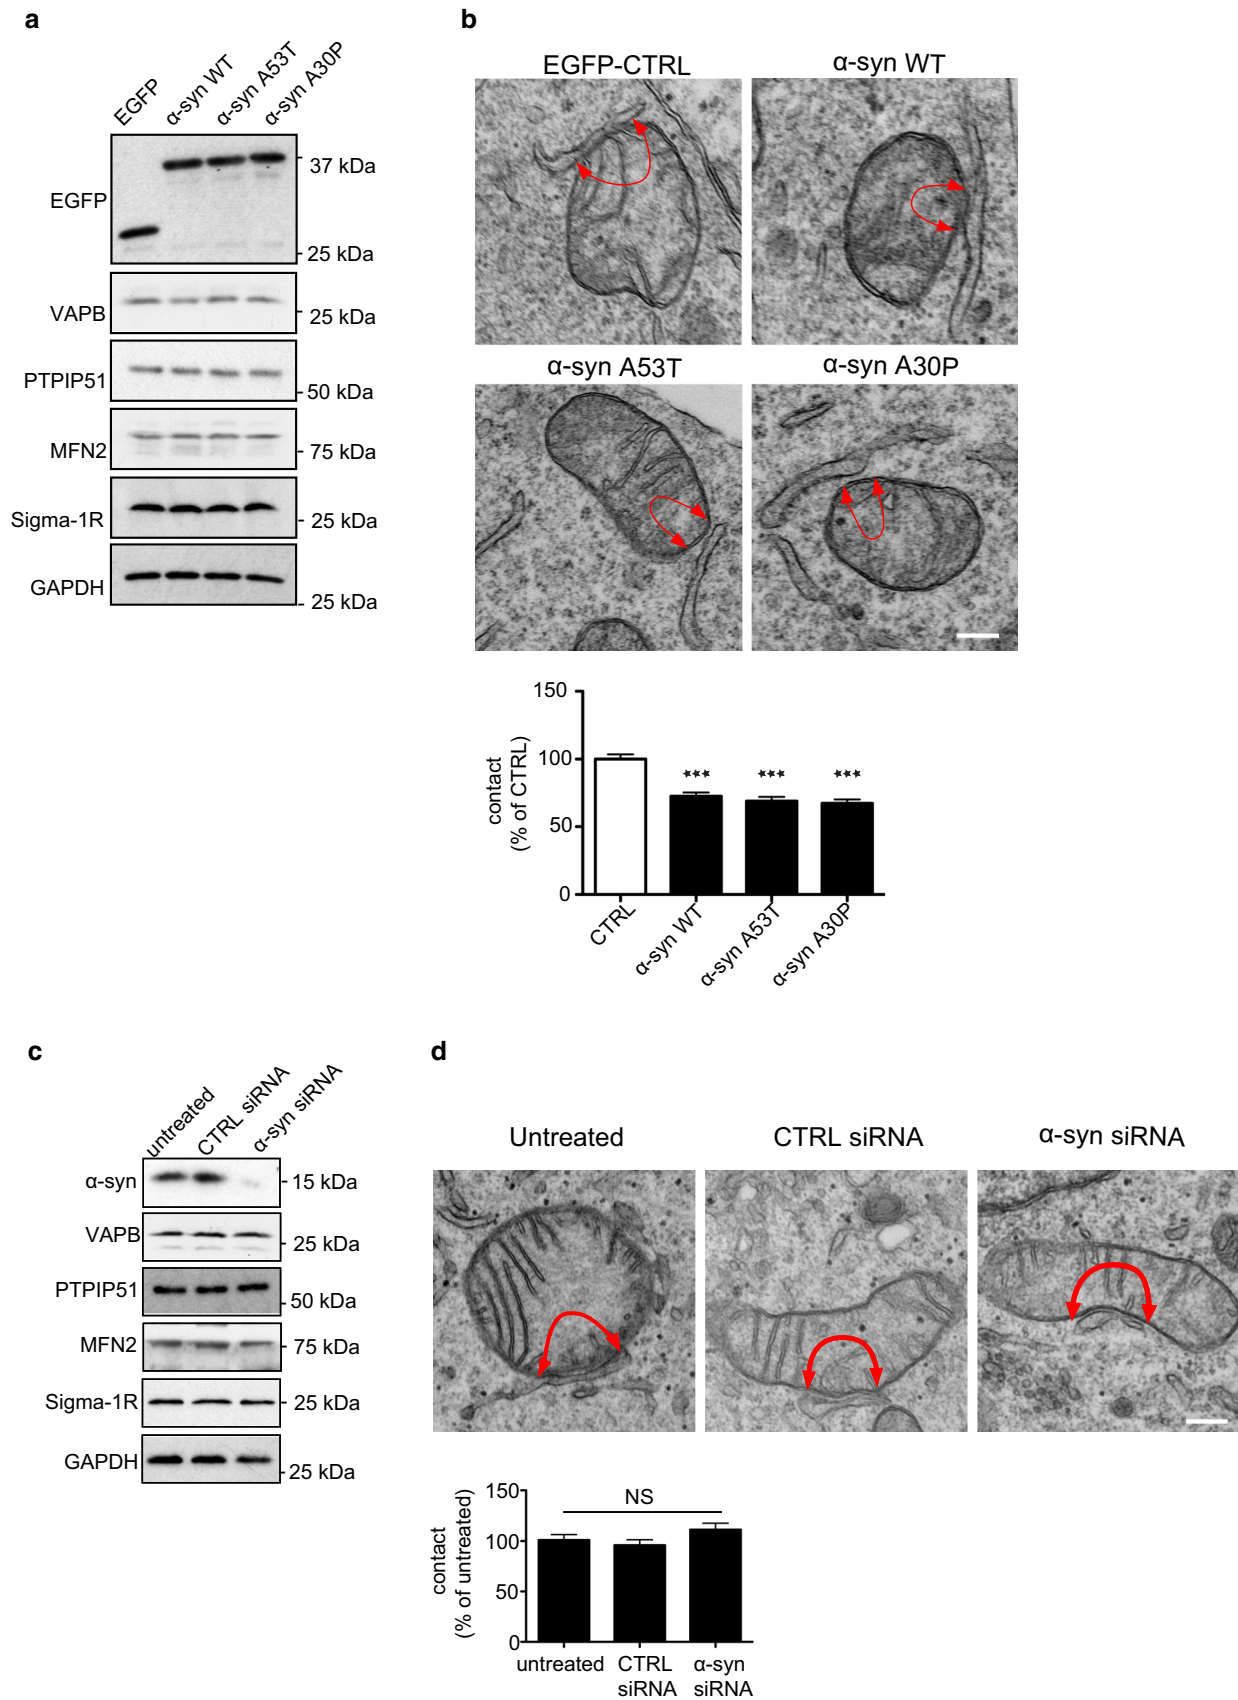 a
EGFP
α-syn WT
α-syn A53T
α-syn A30P
EGFP
37 kDa
25 kDa
VAPB
25 kDa
PTPIP51
50 kDa
MFN2
75 kDa
Sigma-1R
25 kDa
GAPDH
25 kDa
b
EGFP-CTRL
α-syn WT
α-syn A53T
α-syn A30P
contact
(% of CTRL)
150
100
50
0
***
***
***
CTRL
α-syn WT
α-syn A53T
α-syn A30P
c
untreated
CTRL siRNA
α-syn siRNA
α-syn
15 kDa
VAPB
25 kDa
PTPIP51
50 kDa
MFN2
75 kDa
Sigma-1R
25 kDa
GAPDH
25 kDa
d
Untreated
CTRL siRNA
α-syn siRNA
contact
(% of untreated)
150
100
50
0
NS
untreated
CTRL
siRNA
α-syn
siRNA